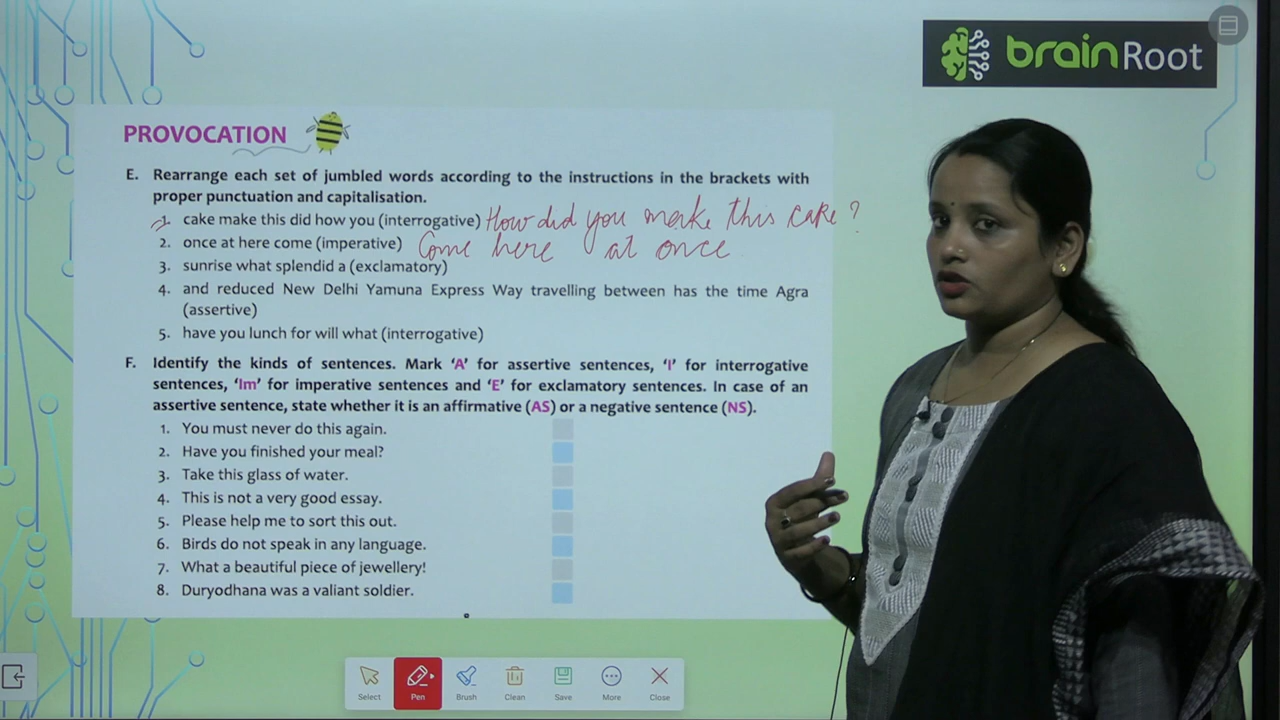 brainRoot
PROVOCATION
E. Rearrange each set of jumbled words according to the instructions in the brackets with
proper punctuation and capitalisation.
1. cake make this did how you (interrogative) How did you make this cake?
2. once at here come (imperative) Come here at once
3. sunrise what splendid a (exclamatory)
4. and reduced New Delhi Yamuna Express Way travelling between has the time Agra
(assertive)
5. have you lunch for will what (interrogative)
F. Identify the kinds of sentences. Mark ‘A’ for assertive sentences, ‘I’ for interrogative
sentences, ‘Im’ for imperative sentences and ‘E’ for exclamatory sentences. In case of an
assertive sentence, state whether it is an affirmative (AS) or a negative sentence (NS).
1. You must never do this again.
2. Have you finished your meal?
3. Take this glass of water.
4. This is not a very good essay.
5. Please help me to sort this out.
6. Birds do not speak in any language.
7. What a beautiful piece of jewellery!
8. Duryodhana was a valiant soldier.
Select Pen Brush Clean Save More Close